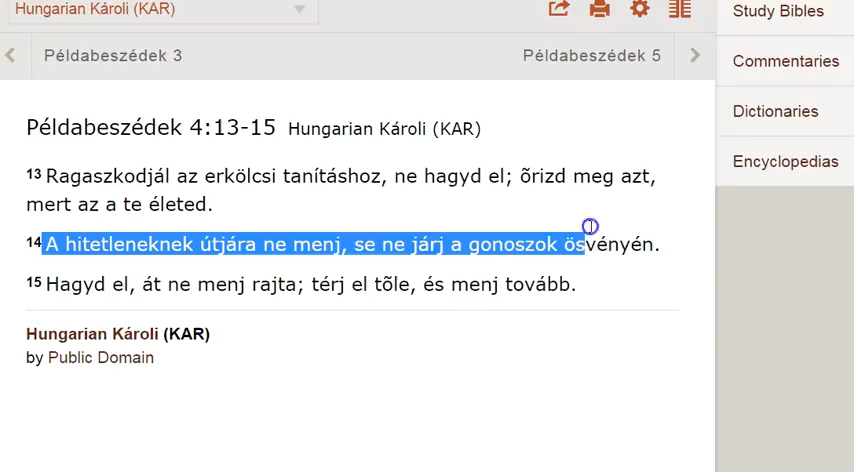 Hungarian Károli (KAR)
Study Bibles
Példabeszédek 3
Példabeszédek 5
Commentaries
Dictionaries
Encyclopedias
Példabeszédek 4:13-15 Hungarian Károli (KAR)
13 Ragaszkodjál az erkölcsi tanításhoz, ne hagyd el; õrizd meg azt,
mert az a te életed.
14 A hitetleneknek útjára ne menj, se ne járj a gonoszok ösvényén.
15 Hagyd el, át ne menj rajta; térj el tõle, és menj tovább.
Hungarian Károli (KAR)
by Public Domain